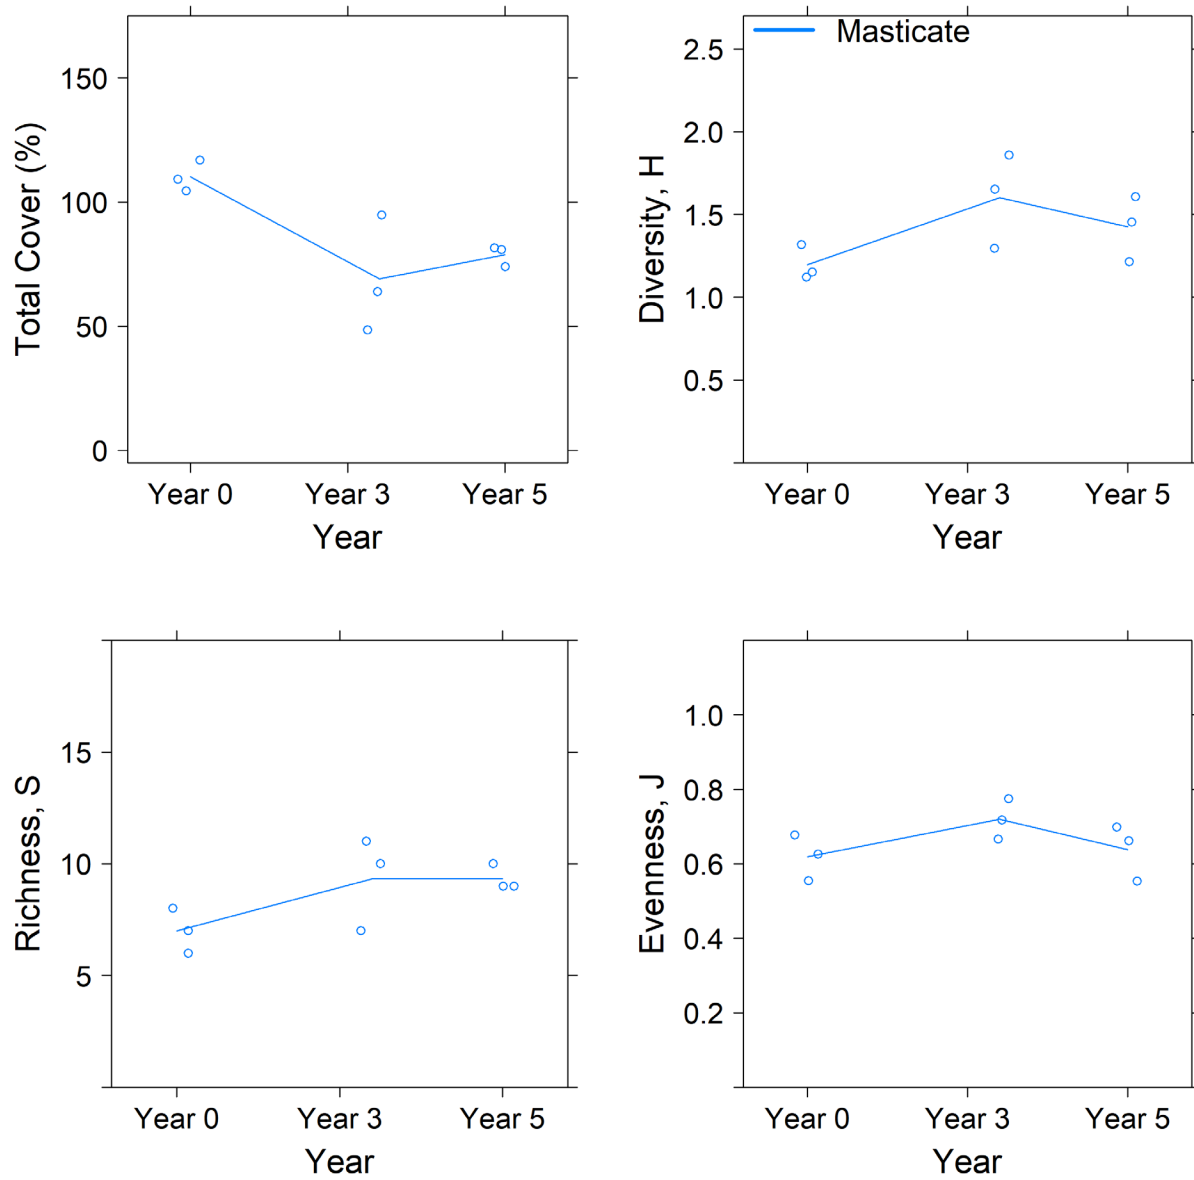 Total Cover (%)
150
100
50
0
Year 0 Year 3 Year 5
Year
Masticate
Diversity, H
2.5
2.0
1.5
1.0
0.5
Year 0 Year 3 Year 5
Year
Richness, S
15
10
5
Year 0 Year 3 Year 5
Year
Evenness, J
1.0
0.8
0.6
0.4
0.2
Year 0 Year 3 Year 5
Year